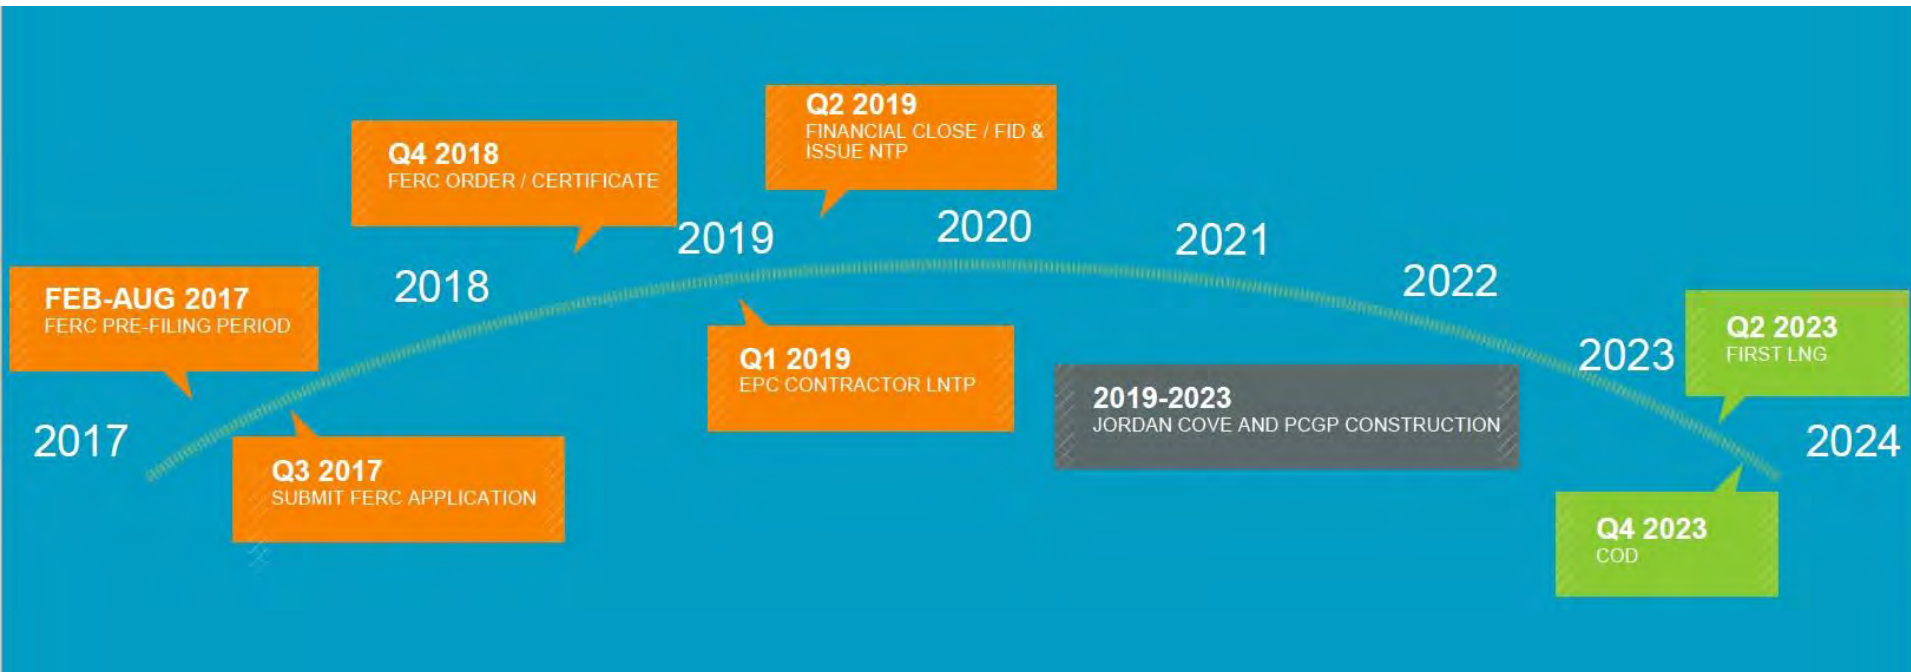 FEB-AUG 2017
FERC PRE-FILING PERIOD
2017
Q3 2017
SUBMIT FERC APPLICATION
2018
Q4 2018
FERC ORDER / CERTIFICATE
2019
Q1 2019
EPC CONTRACTOR LNTP
Q2 2019
FINANCIAL CLOSE / FID &
ISSUE NTP
2020
2021
2019-2023
JORDAN COVE AND PCGP CONSTRUCTION
2022
2023
Q2 2023
FIRST LNG
Q4 2023
COD
2024